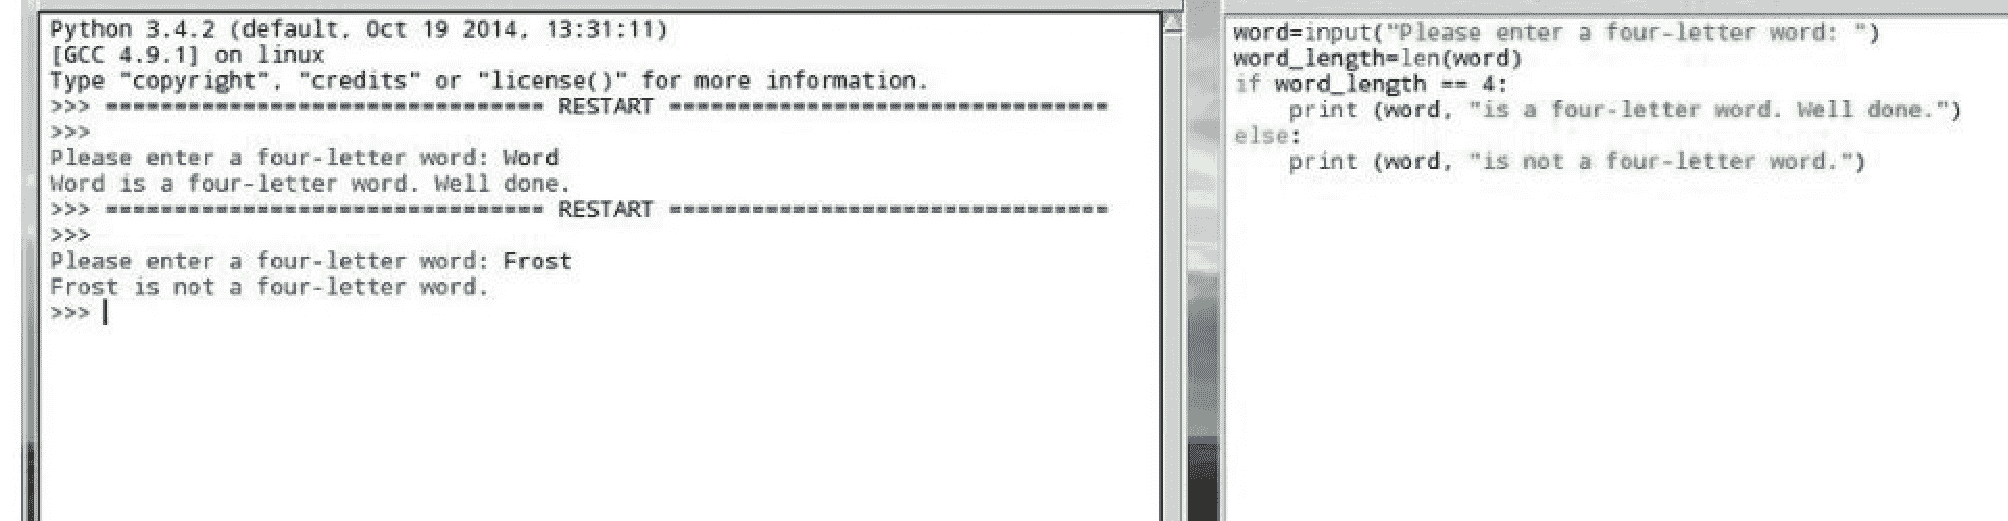 Python 3.4.2 (default, Oct 19 2014, 13:31:11)
[GCC 4.9.1] on linux
Type "copyright", "credits" or "license()" for more information.
>>> ================================ RESTART ================================
>>>
Please enter a four-letter word: Word
Word is a four-letter word. Well done.
>>> ================================ RESTART ================================
>>>
Please enter a four-letter word: Frost
Frost is not a four-letter word.
>>>
word=input("Please enter a four-letter word: ")
word_length=len(word)
if word_length == 4:
    print (word, "is a four-letter word. Well done.")
else:
    print (word, "is not a four-letter word.")